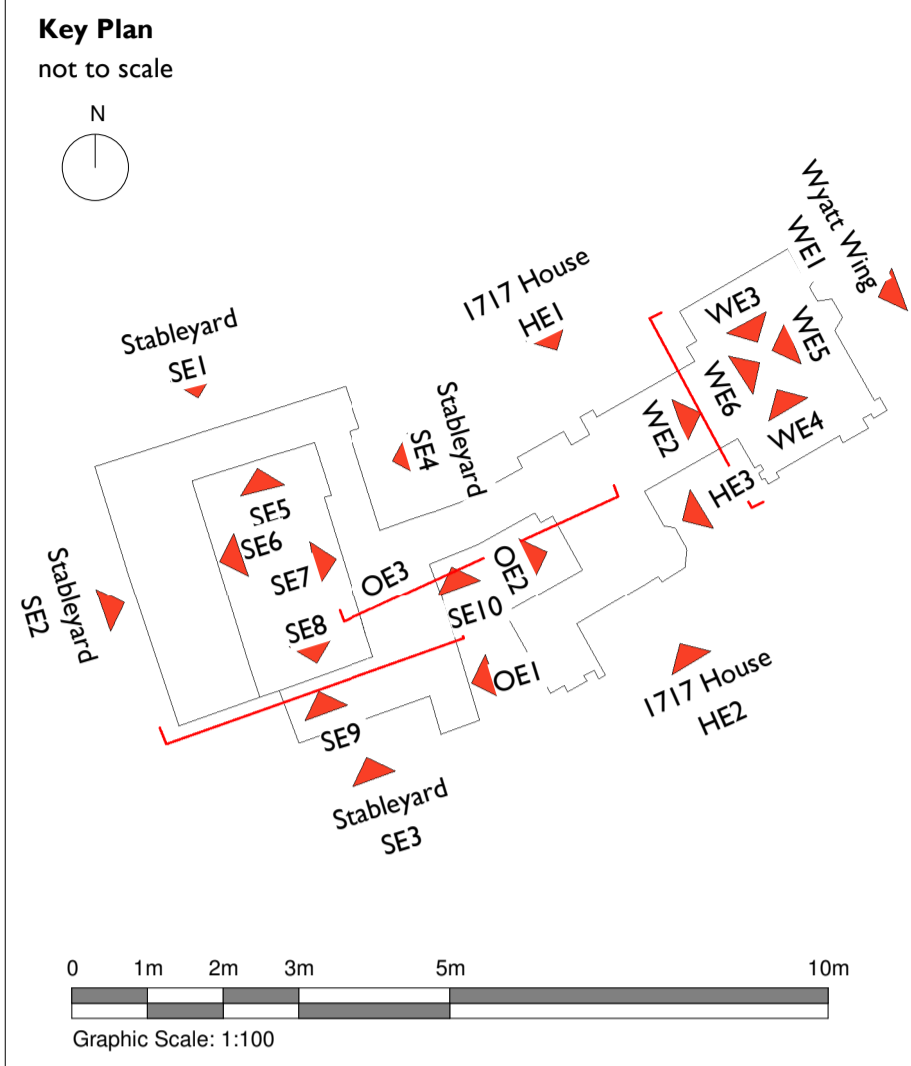 Key Plan
not to scale
N
Wyatt Wing
WE1
1717 House
HE1
Stableyard
SE1
WE3
WE5
WE6
WE2
WE4
Stableyard
SE4
HE3
SE5
SE6
SE7
OE3
OE2
SE10
Stableyard
SE2
SE8
OE1
1717 House
HE2
SE9
Stableyard
SE3
0 1m 2m 3m 5m 10m
Graphic Scale: 1:100